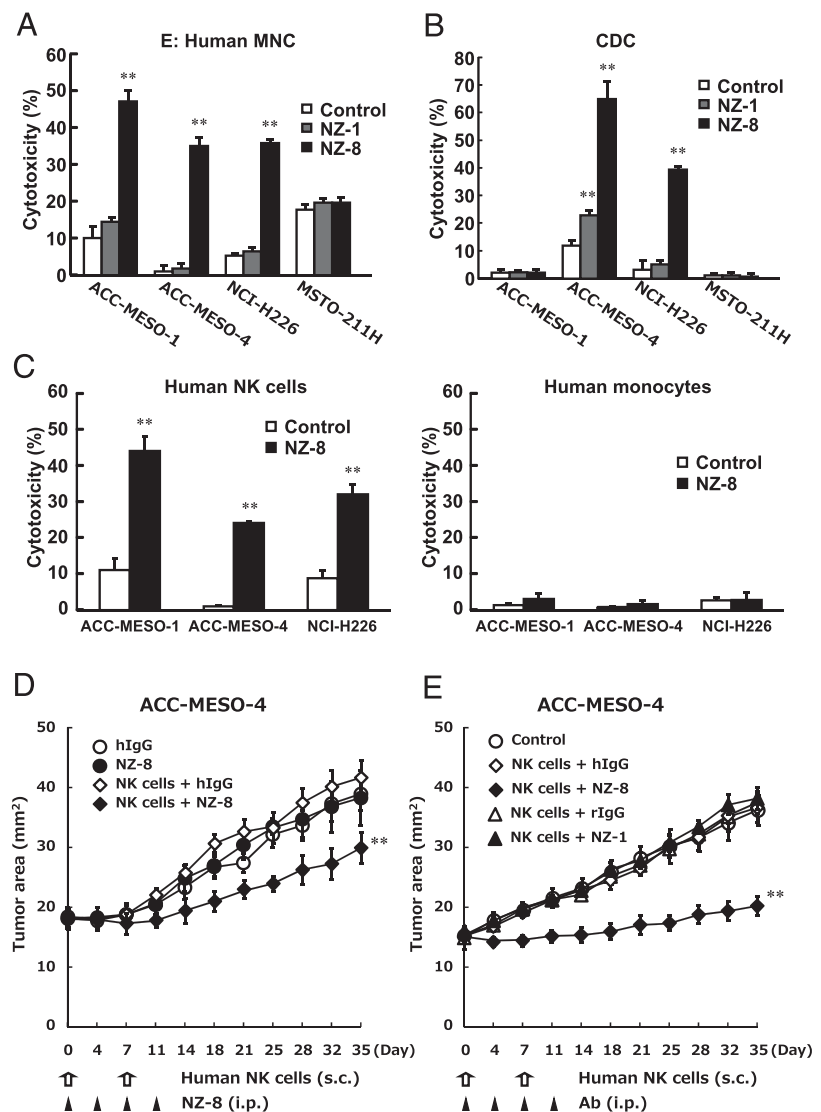 A
E: Human MNC
Cytotoxicity (%)
60
50
40
30
20
10
0
**
**
**
Control
NZ-1
NZ-8
ACC-MESO-1
ACC-MESO-4
NCI-H226
MSTO-211H
B
CDC
Cytotoxicity (%)
80
70
60
50
40
30
20
10
0
**
**
**
Control
NZ-1
NZ-8
ACC-MESO-1
ACC-MESO-4
NCI-H226
MSTO-211H
C
Human NK cells
Cytotoxicity (%)
60
50
40
30
20
10
0
**
**
**
Control
NZ-8
ACC-MESO-1
ACC-MESO-4
NCI-H226
Human monocytes
Cytotoxicity (%)
60
50
40
30
20
10
0
Control
NZ-8
ACC-MESO-1
ACC-MESO-4
NCI-H226
D
ACC-MESO-4
Tumor area (mm²)
50
40
30
20
10
0
hIgG
NZ-8
NK cells + hIgG
NK cells + NZ-8
**
0 4 7 11 14 18 21 25 28 32 35 (Day)
Human NK cells (s.c.)
NZ-8 (i.p.)
E
ACC-MESO-4
Tumor area (mm²)
50
40
30
20
10
0
Control
NK cells + hIgG
NK cells + NZ-8
NK cells + rIgG
NK cells + NZ-1
**
0 4 7 11 14 18 21 25 28 32 35 (Day)
Human NK cells (s.c.)
Ab (i.p.)